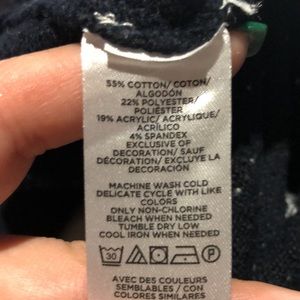 55% COTTON/ COTON/
ALGODÓN
22% POLYESTER/
POLIÉSTER
19% ACRYLIC/ ACRYLIQUE/
ACRÍLICO
4% SPANDEX
EXCLUSIVE OF
DECORATION/ SAUF
DÉCORATION/ EXCLUYE LA
DECORACIÓN
MACHINE WASH COLD
DELICATE CYCLE WITH LIKE
COLORS
ONLY NON-CHLORINE
BLEACH WHEN NEEDED
TUMBLE DRY LOW
COOL IRON WHEN NEEDED
30
AVEC DES COULEURS
SEMBLABLES / CON
COLORES SIMILARES